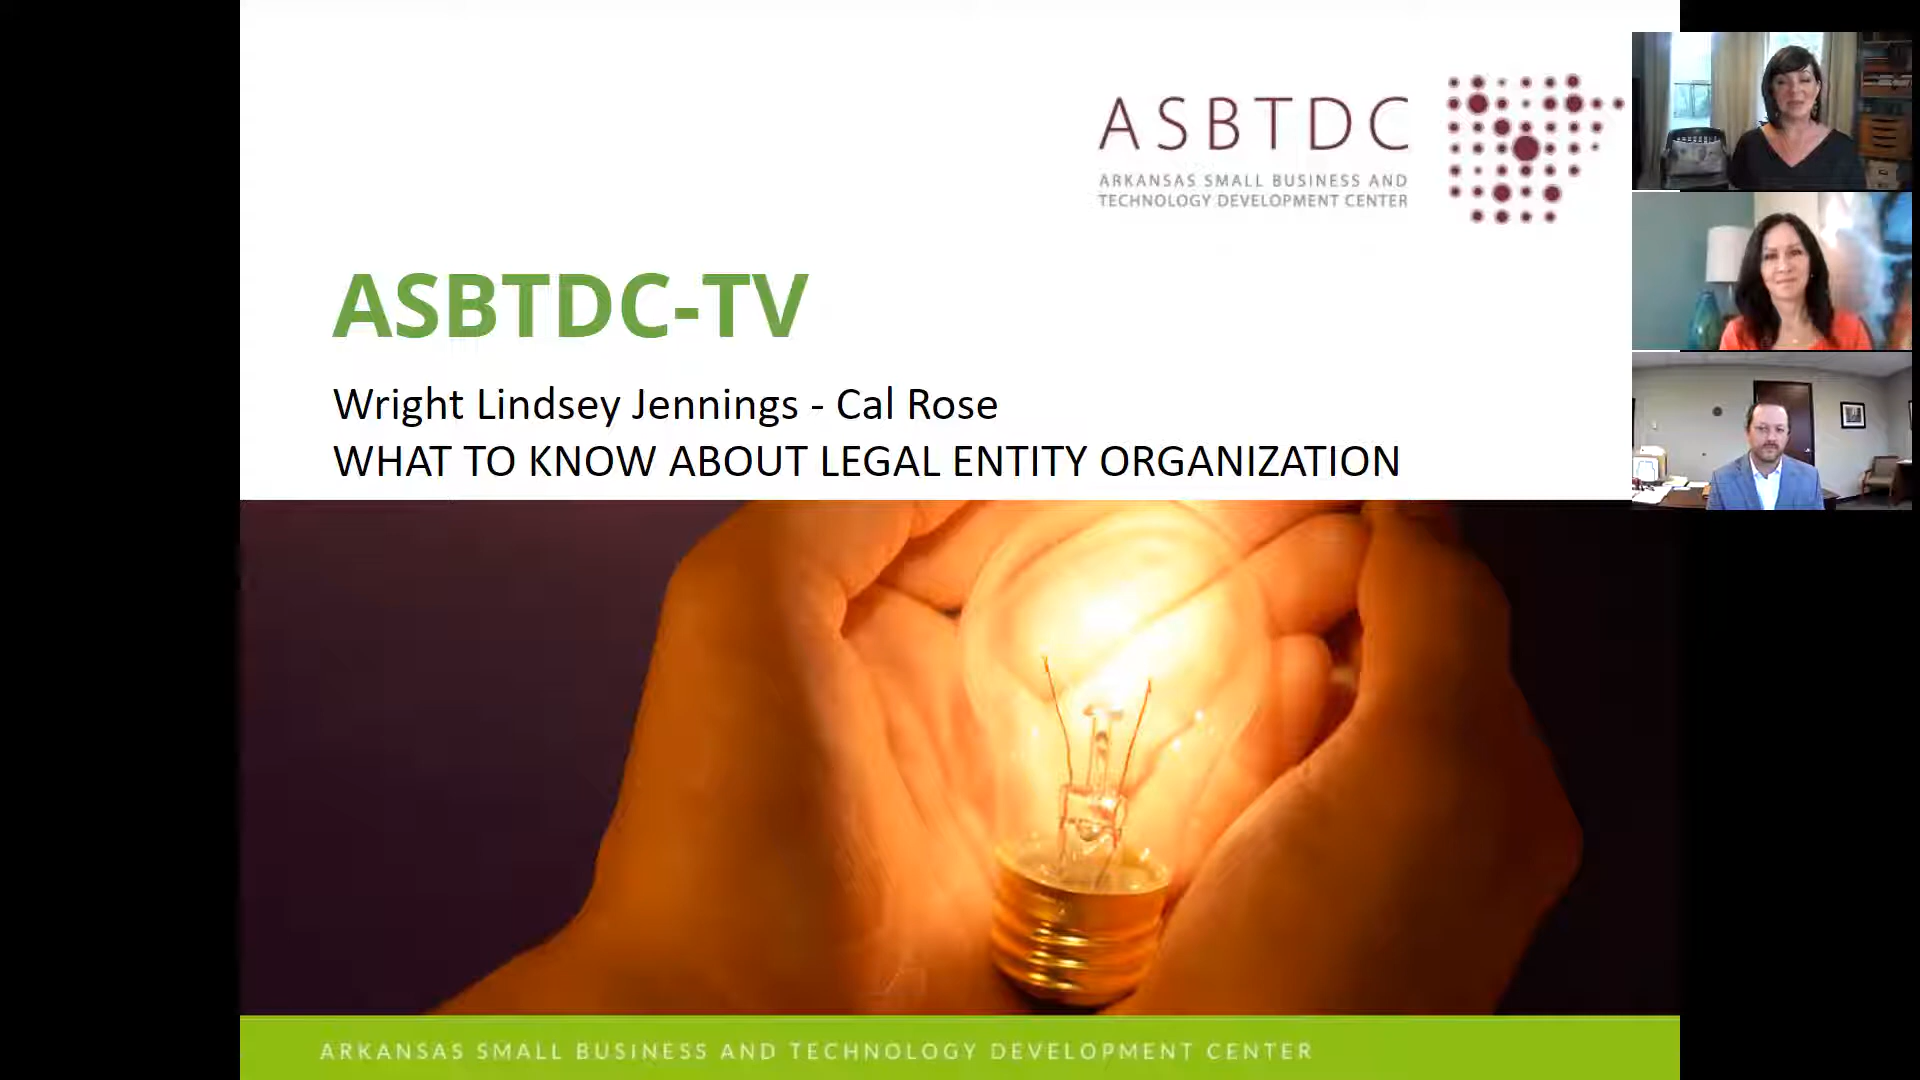 ASBTDC
ARKANSAS SMALL BUSINESS AND
TECHNOLOGY DEVELOPMENT CENTER
ASBTDC-TV
Wright Lindsey Jennings - Cal Rose
WHAT TO KNOW ABOUT LEGAL ENTITY ORGANIZATION
ARKANSAS SMALL BUSINESS AND TECHNOLOGY DEVELOPMENT CENTER